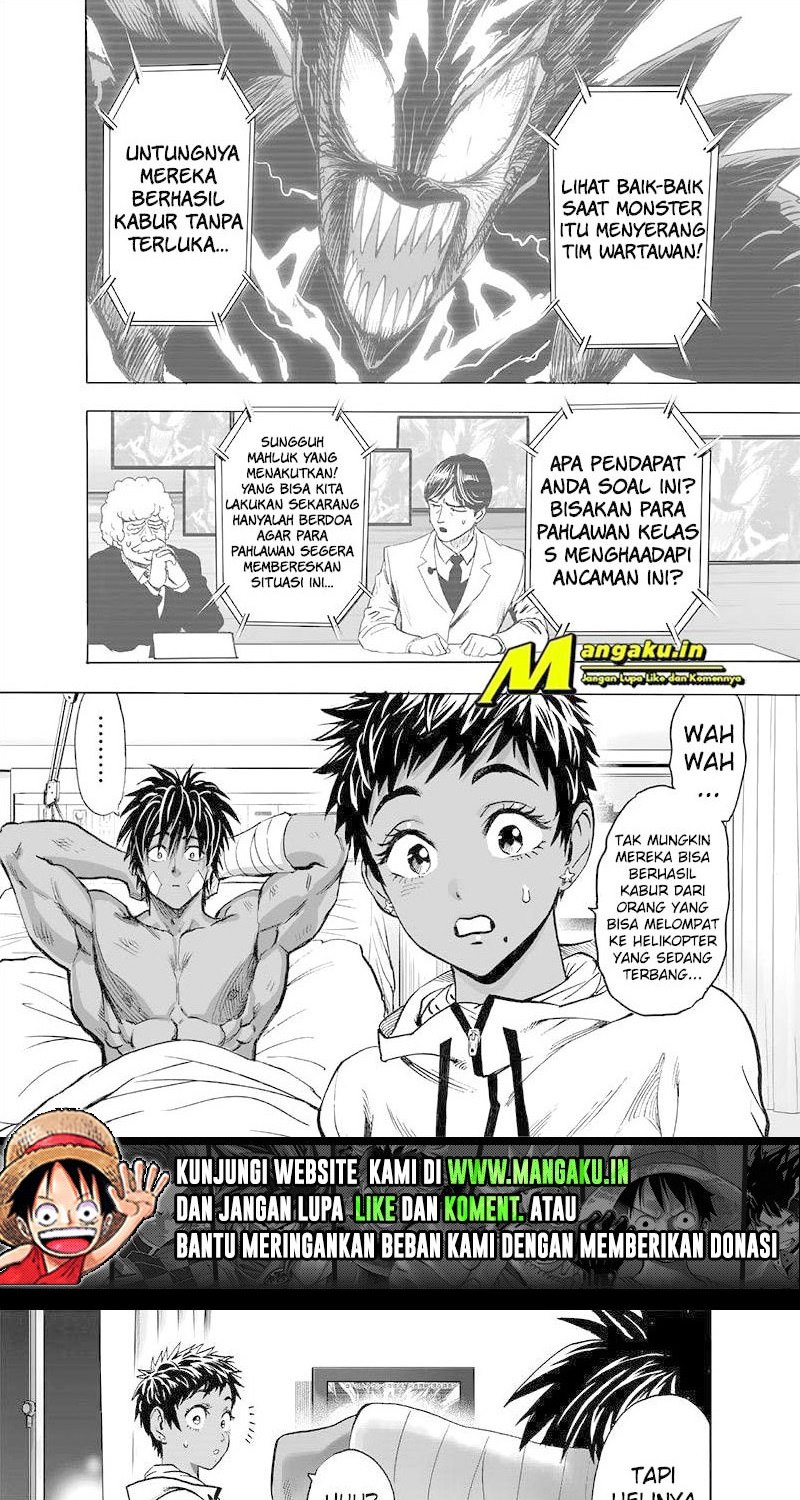 LIHAT BAIK-BAIK
SAAT MONSTER
ITU MENYERANG
TIM WARTAWAN!
UNTUNGNYA
MEREKA
BERHASIL
KABUR TANPA
TERLUKA...
APA PENDAPAT
ANDA SOAL INI?
BISAKAN PARA
PAHLAWAN KELAS
S MENGHAADAPI
ANCAMAN INI?
SUNGGUH
MAHLUK YANG
MENAKUTKAN!
YANG BISA KITA
LAKUKAN SEKARANG
HANYALAH BERDOA
AGAR PARA
PAHLAWAN SEGERA
MEMBERESKAN
SITUASI INI...
Mangaku.in
Jangan Lupa Like dan Komennya
WAH
WAH
...
TAK MUNGKIN
MEREKA BISA
BERHASIL
KABUR DARI
ORANG YANG
BISA MELOMPAT
KE HELIKOPTER
YANG SEDANG
TERBANG...
........
KUNJUNGI WEBSITE KAMI DI WWW.MANGAKU.IN
DAN JANGAN LUPA LIKE DAN KOMENT. ATAU
BANTU MERINGANKAN BEBAN KAMI DENGAN MEMBERIKAN DONASI
TAPI